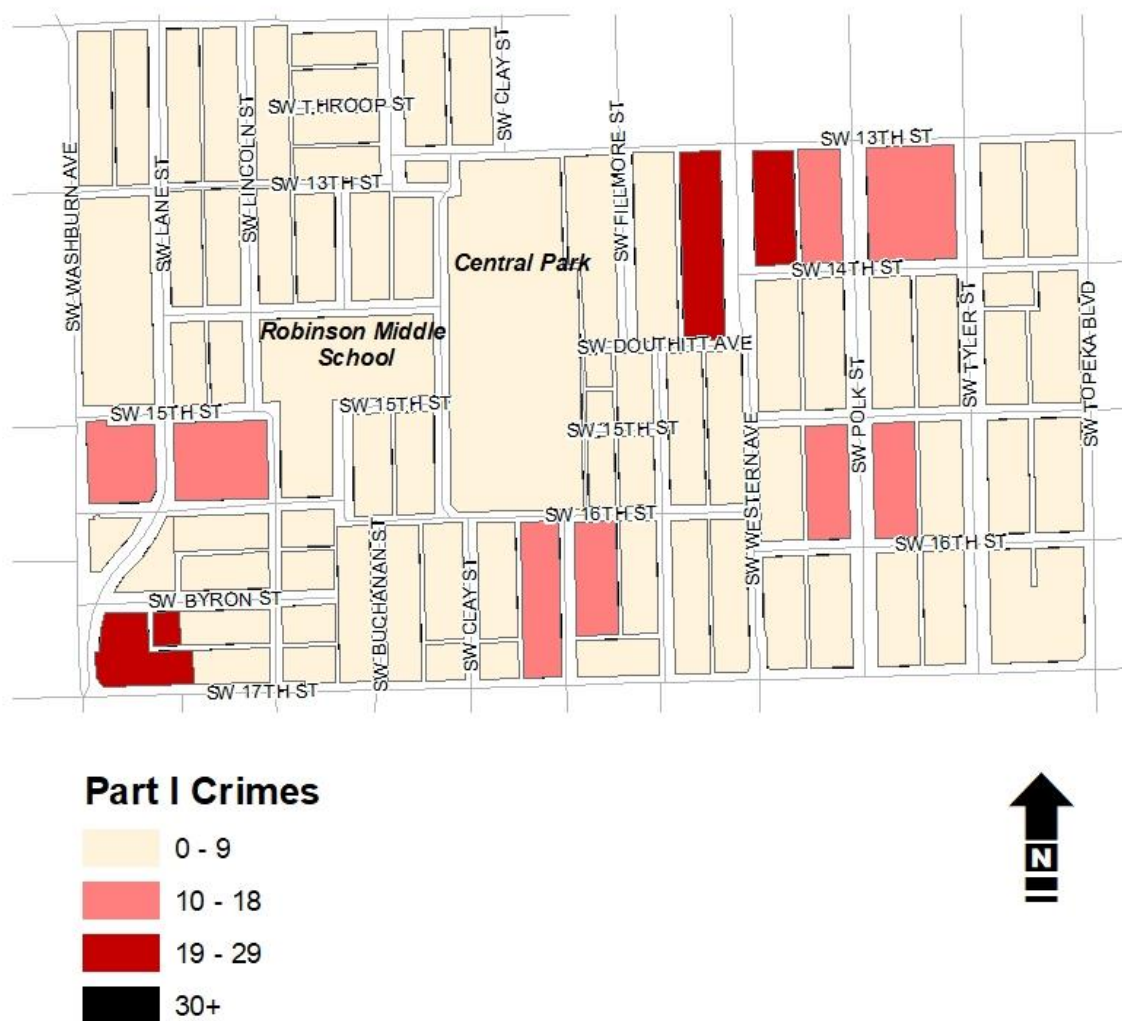 SW CLAY ST
SW THROOP ST
SW LINCOLN ST
SW LANE ST
SW WASHBURN AVE
SW 13TH ST
SW 13TH ST
SW FILLMORE ST
Central Park
SW 14TH ST
Robinson Middle
School
SW DOUTHITT AVE
SW TYLER ST
SW TOPEKA BLVD
SW POLK ST
SW 15TH ST
SW 15TH ST
SW 15TH ST
SW WESTERN AVE
SW 16TH ST
SW 16TH ST
SW BUCHANAN ST
SW CLAY ST
SW BYRON ST
SW 17TH ST
Part I Crimes
0 - 9
10 - 18
19 - 29
30+
N